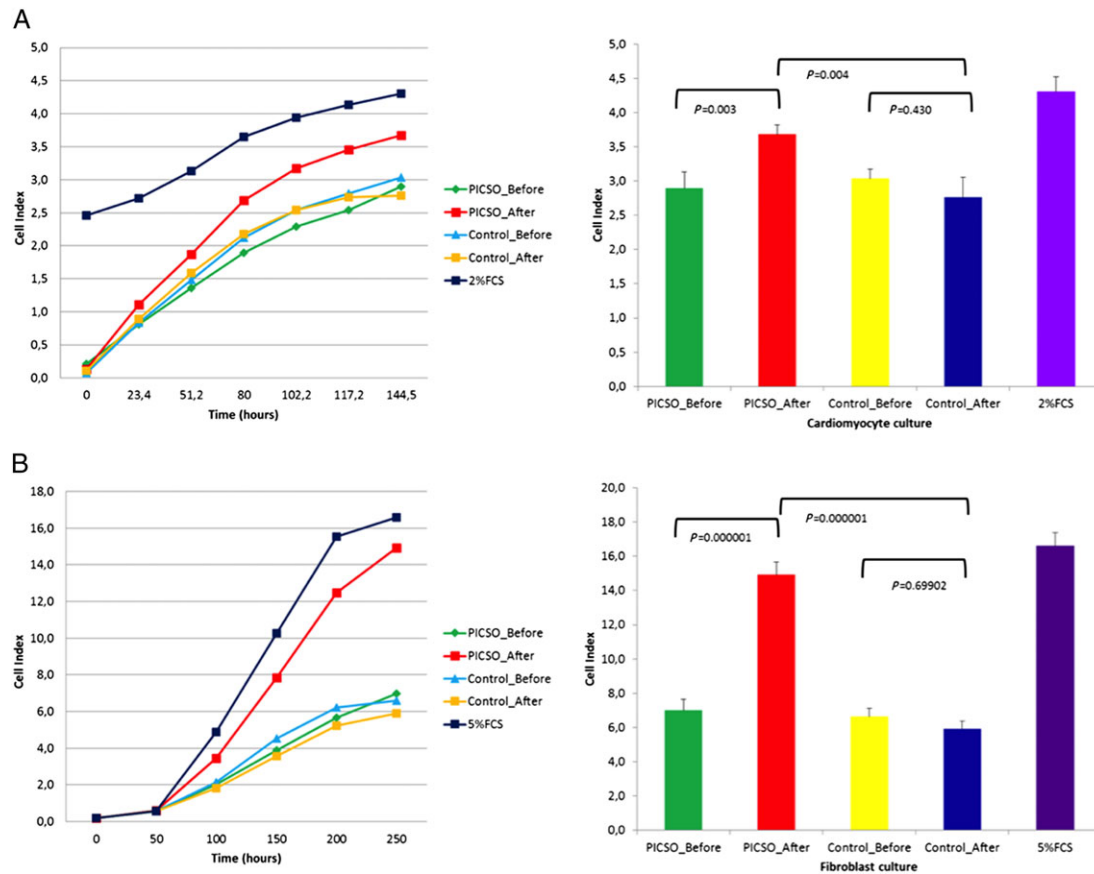 A
5,0
4,5
4,0
3,5
3,0
2,5
2,0
1,5
1,0
0,5
0,0
Cell Index
0 23,4 51,2 80 102,2 117,2 144,5
Time (hours)
PICSO_Before
PICSO_After
Control_Before
Control_After
2%FCS
5,0
4,5
4,0
3,5
3,0
2,5
2,0
1,5
1,0
0,5
0,0
Cell Index
P=0.004
P=0.003
P=0.430
PICSO_Before PICSO_After Control_Before Control_After 2%FCS
Cardiomyocyte culture
B
18,0
16,0
14,0
12,0
10,0
8,0
6,0
4,0
2,0
0,0
Cell Index
0 50 100 150 200 250
Time (hours)
PICSO_Before
PICSO_After
Control_Before
Control_After
5%FCS
20,0
18,0
16,0
14,0
12,0
10,0
8,0
6,0
4,0
2,0
0,0
Cell Index
P=0.000001
P=0.000001
P=0.69902
PICSO_Before PICSO_After Control_Before Control_After 5%FCS
Fibroblast culture